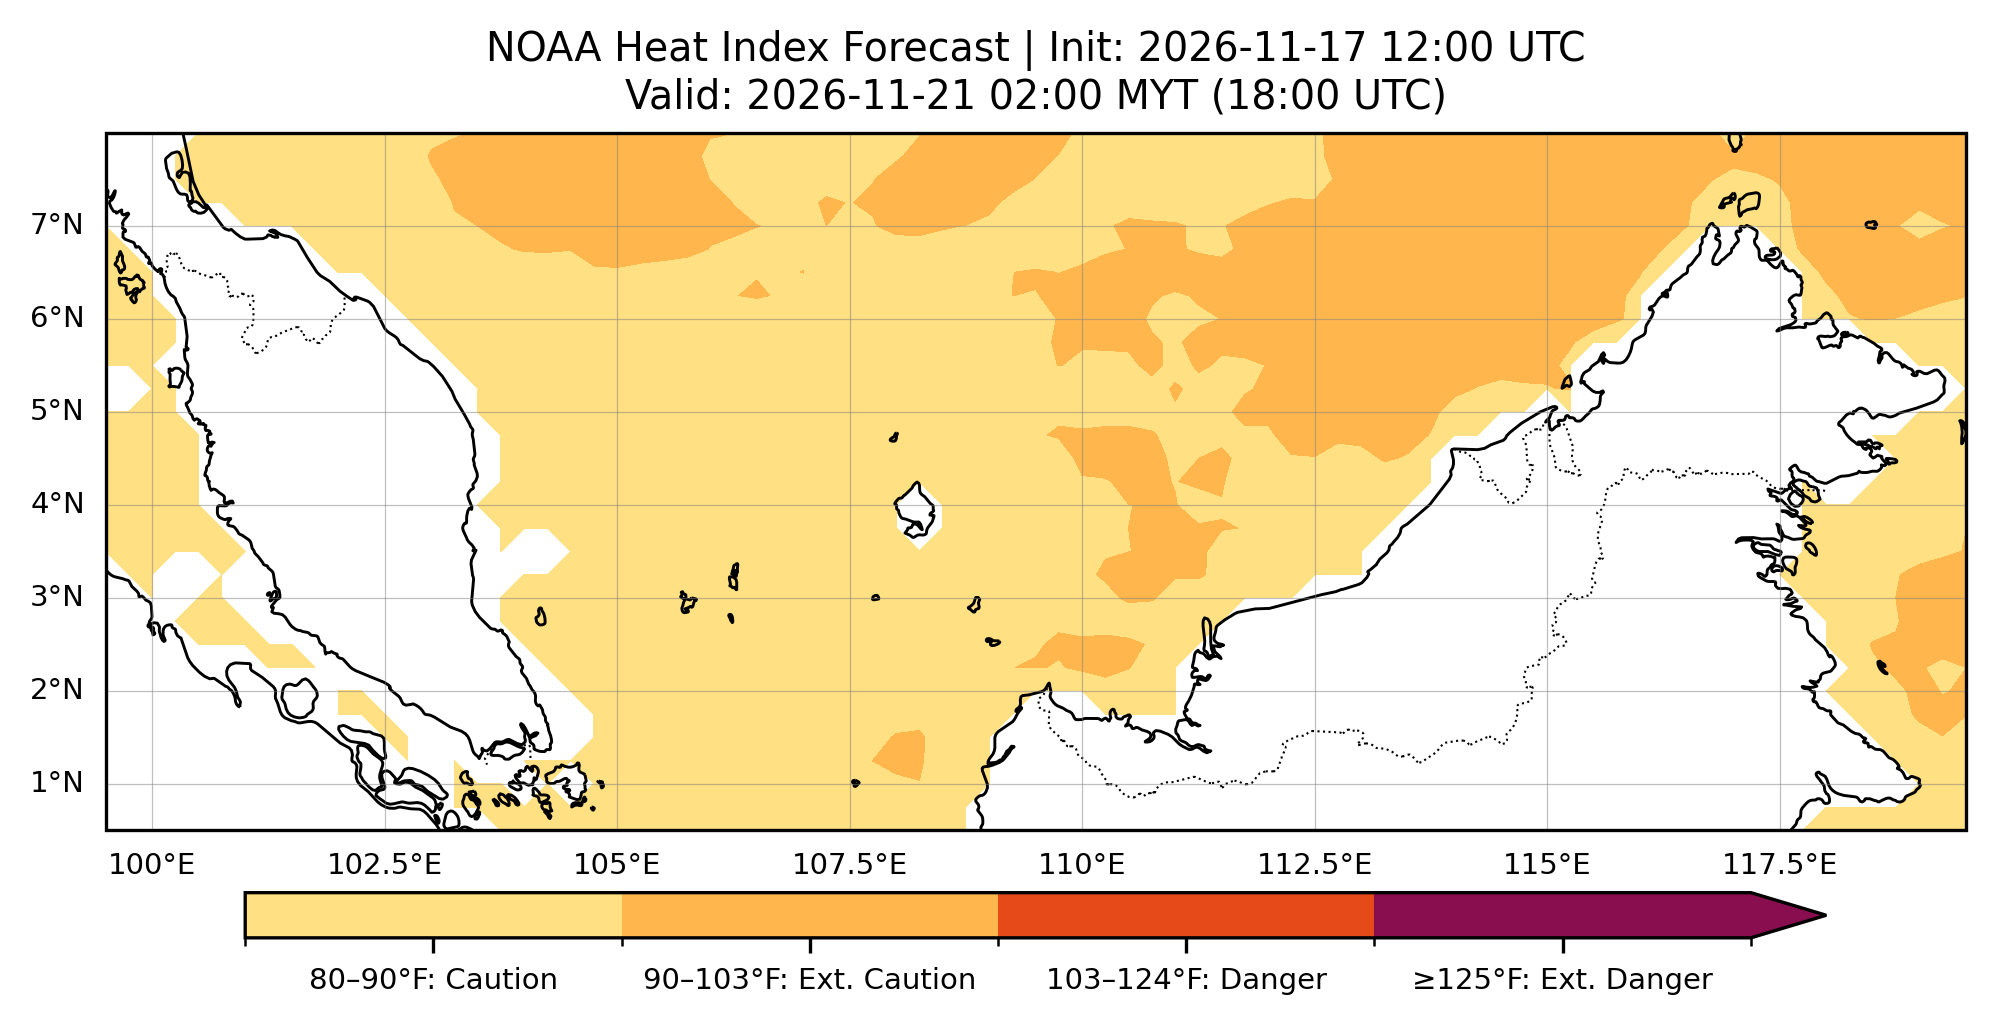 NOAA Heat Index Forecast | Init: 2026-11-17 12:00 UTC
Valid: 2026-11-21 02:00 MYT (18:00 UTC)
7°N
6°N
5°N
4°N
3°N
2°N
1°N
100°E 102.5°E 105°E 107.5°E 110°E 112.5°E 115°E 117.5°E
80–90°F: Caution 90–103°F: Ext. Caution 103–124°F: Danger ≥125°F: Ext. Danger